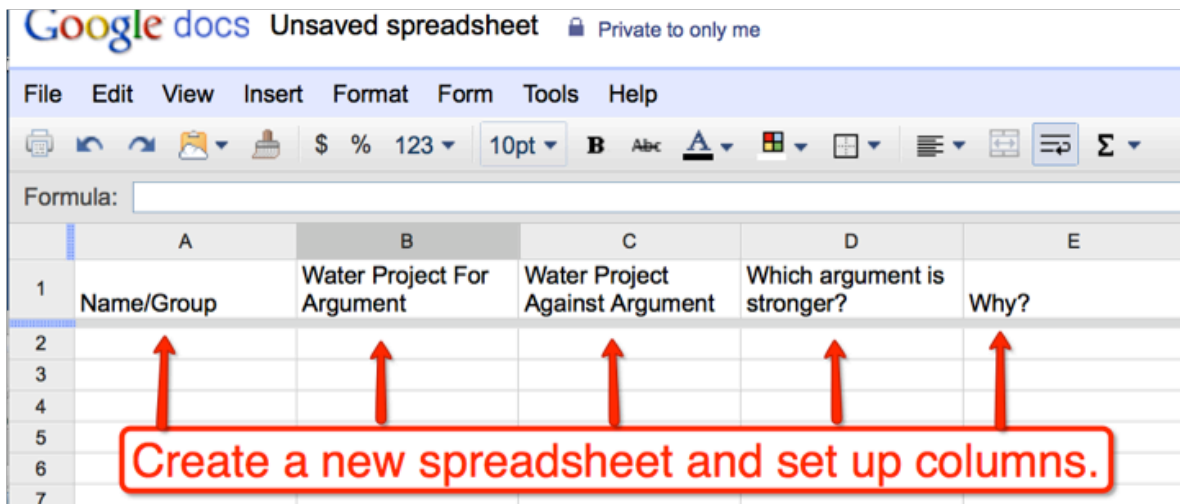 Google docs Unsaved spreadsheet Private to only me
File Edit View Insert Format Form Tools Help
$ % 123 10pt B Abc A Σ
Formula:
A B C D E
Water Project For Water Project Which argument is
1 Name/Group Argument Against Argument stronger? Why?
2
3
4
5
Create a new spreadsheet and set up columns.
6
7